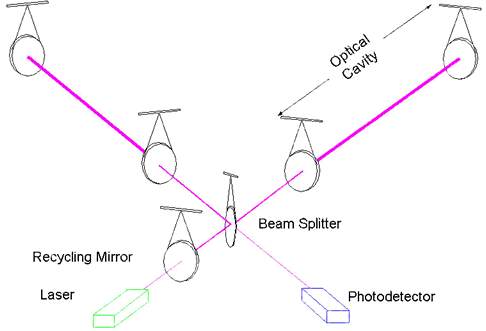 Optical
Cavity
Beam Splitter
Recycling Mirror
Laser
Photodetector